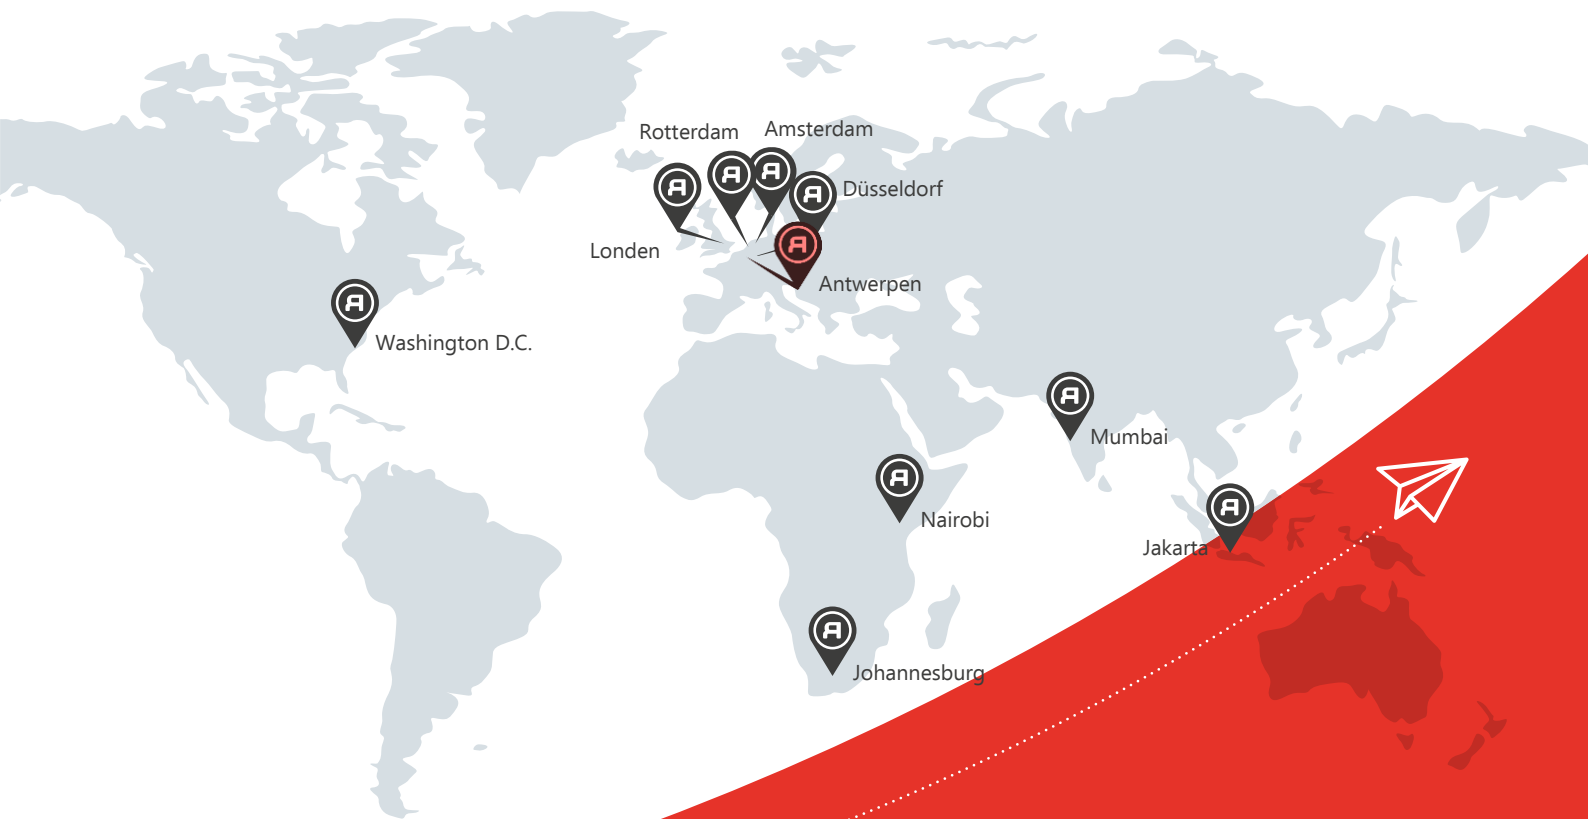 Rotterdam
Amsterdam
Düsseldorf
Londen
Antwerpen
Washington D.C.
Mumbai
Nairobi
Jakarta
Johannesburg